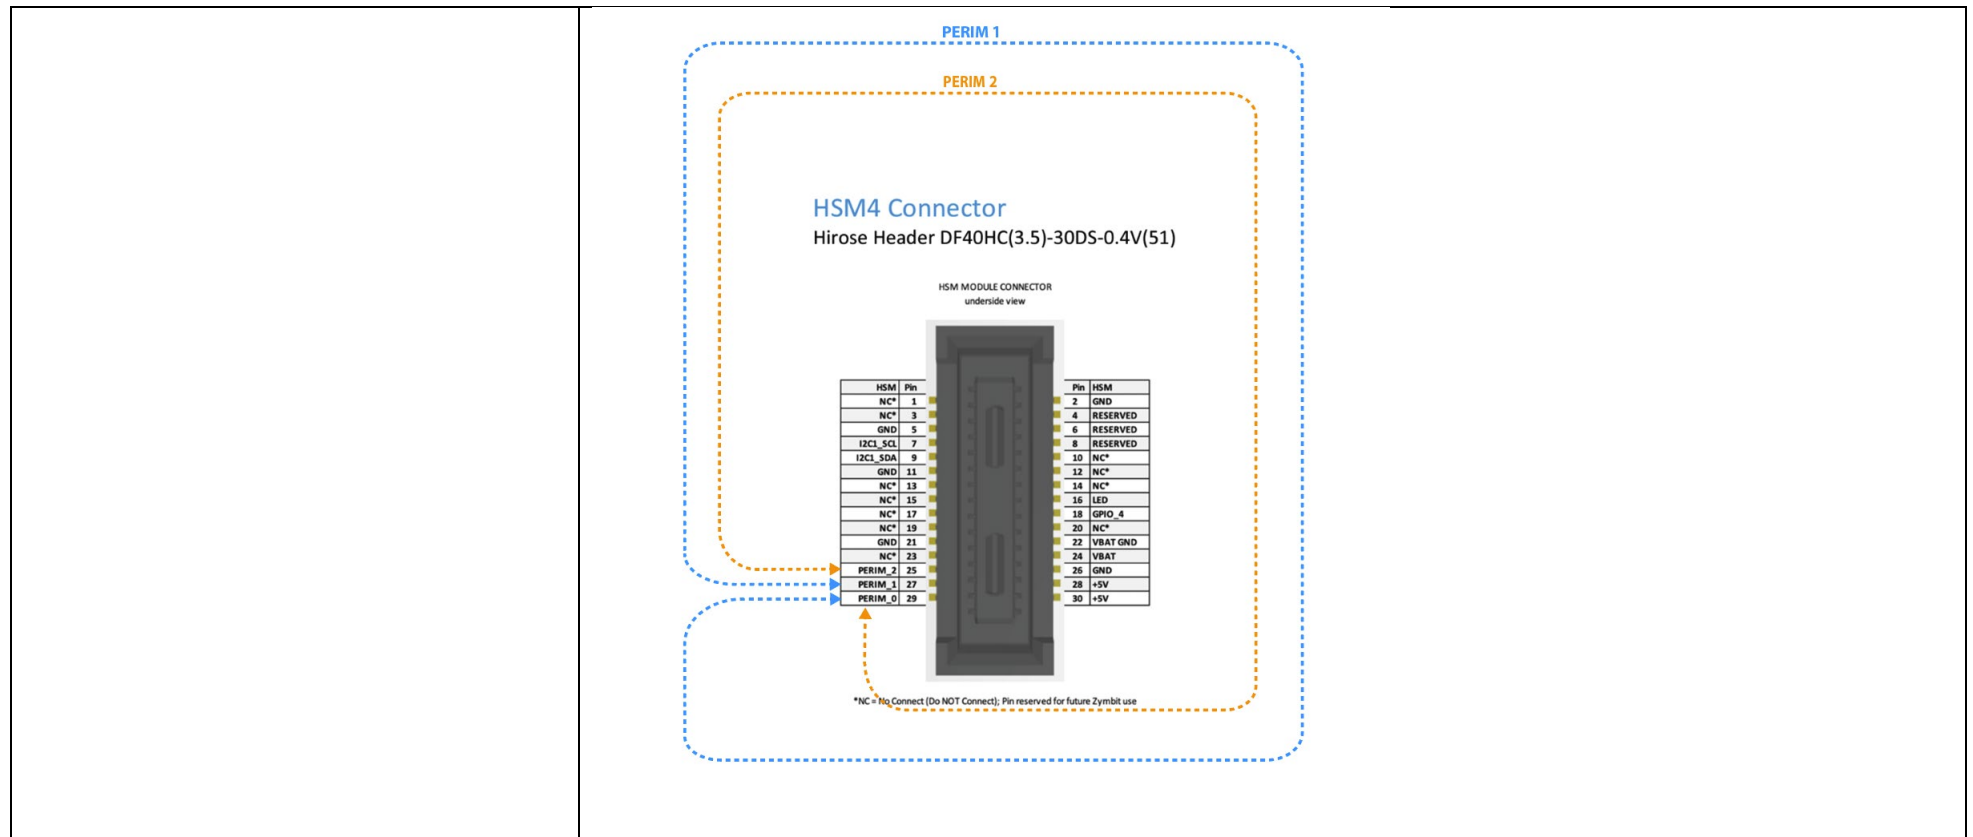 PERIM 1
PERIM 2
HSM4 Connector
Hirose Header DF40HC(3.5)-30DS-0.4V(51)
HSM MODULE CONNECTOR
underside view
HSM Pin Pin HSM
NC* 1 2 GND
NC* 3 4 RESERVED
GND 5 6 RESERVED
I2C1_SCL 7 8 RESERVED
I2C1_SDA 9 10 NC*
GND 11 12 NC*
NC* 13 14 NC*
NC* 15 16 LED
NC* 17 18 GPIO_4
NC* 19 20 NC*
GND 21 22 VBAT GND
NC* 23 24 VBAT
PERIM_2 25 26 GND
PERIM_1 27 28 +5V
PERIM_0 29 30 +5V
*NC = No Connect (Do NOT Connect); Pin reserved for future Zymbit use